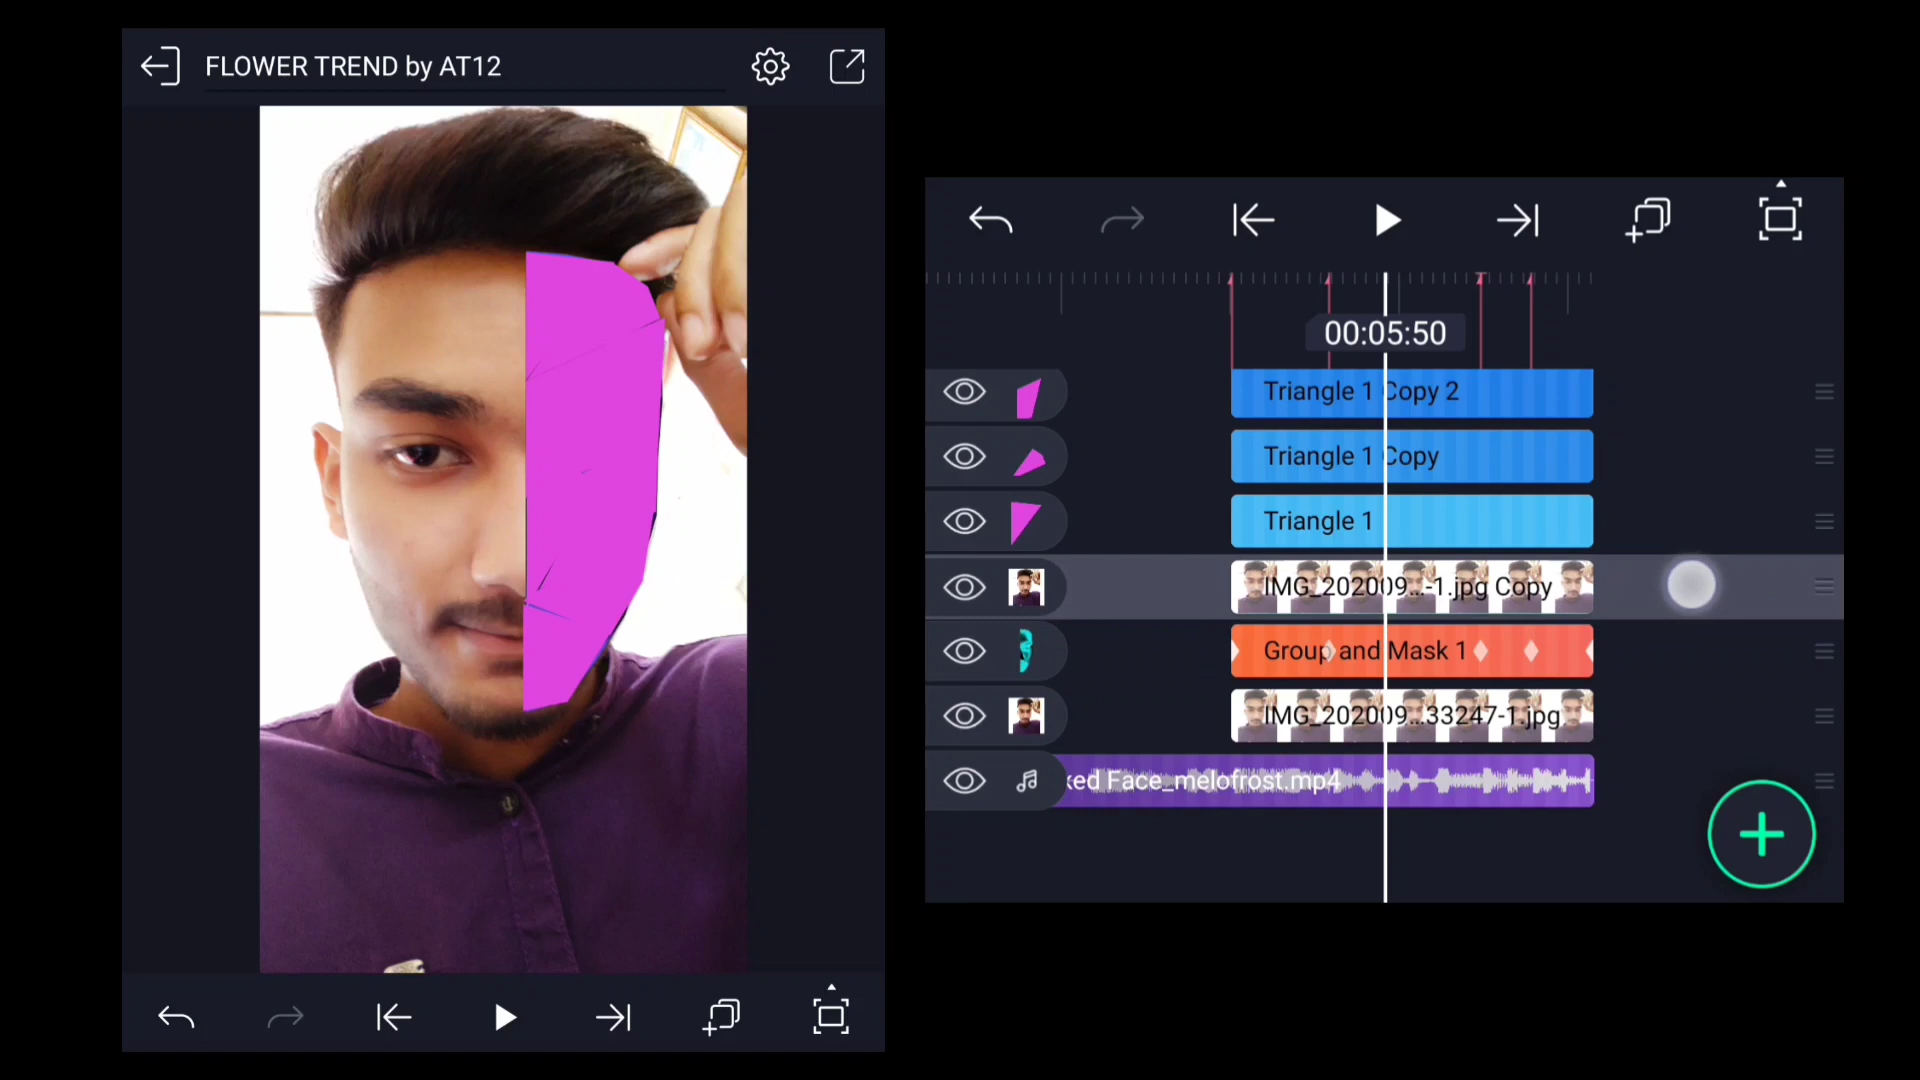 FLOWER TREND by AT12
00:05:50
Triangle 1 Copy 2
Triangle 1 Copy
Triangle 1
IMG_202009...-1.jpg Copy
Group and Mask 1
IMG_202009...33247-1.jpg
ked Face_melofrost.mp4